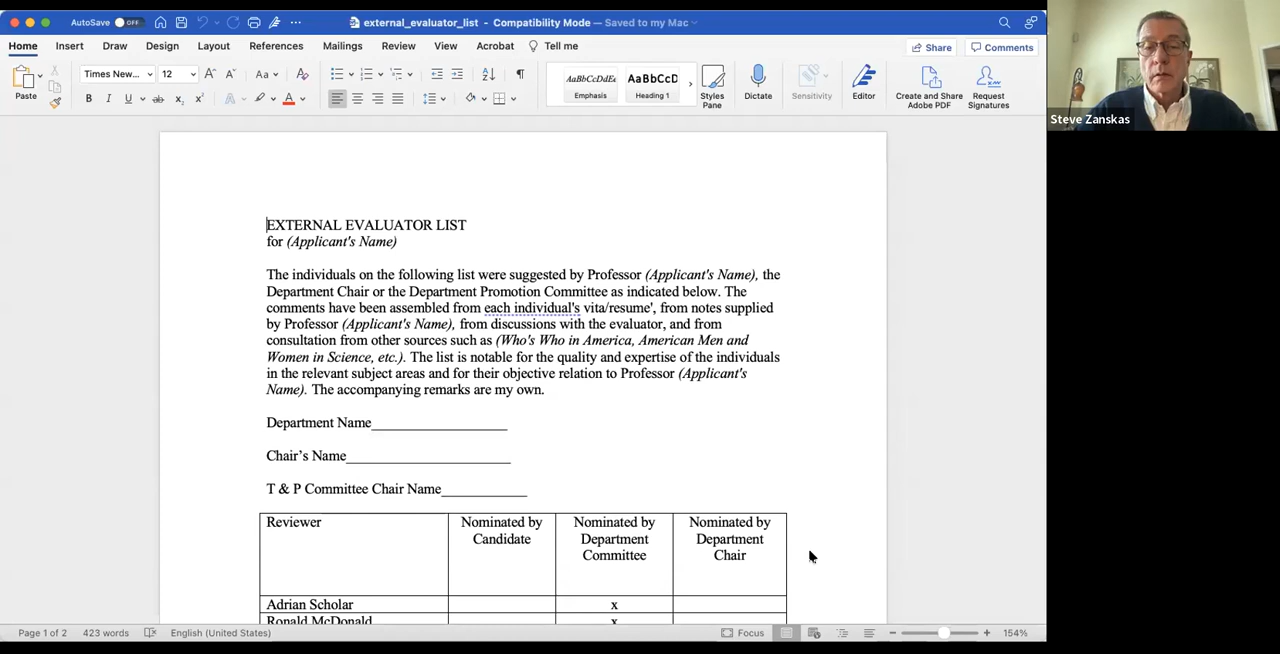 AutoSave OFF
external_evaluator_list - Compatibility Mode — Saved to my Mac
Home Insert Draw Design Layout References Mailings Review View Acrobat Tell me
Share Comments
Paste
Times New... 12
AaBbCcDdEe
Emphasis
AaBbCcD
Heading 1
Styles Pane
Dictate
Sensitivity
Editor
Create and Share Adobe PDF
Request Signatures
Steve Zanskas
EXTERNAL EVALUATOR LIST
for (Applicant's Name)
The individuals on the following list were suggested by Professor (Applicant's Name), the
Department Chair or the Department Promotion Committee as indicated below. The
comments have been assembled from each individual's vita/resume', from notes supplied
by Professor (Applicant's Name), from discussions with the evaluator, and from
consultation from other sources such as (Who's Who in America, American Men and
Women in Science, etc.). The list is notable for the quality and expertise of the individuals
in the relevant subject areas and for their objective relation to Professor (Applicant's
Name). The accompanying remarks are my own.
Department Name___________________
Chair’s Name_______________________
T & P Committee Chair Name____________
Reviewer
Nominated by Candidate
Nominated by Department Committee
Nominated by Department Chair
Adrian Scholar x
Ronald McDonald x
Page 1 of 2 423 words English (United States) Focus 154%